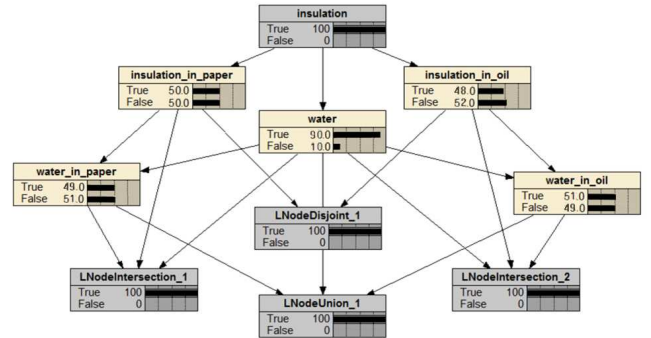 insulation
True 100
False 0
insulation_in_paper
True 50.0
False 50.0
insulation_in_oil
True 48.0
False 52.0
water
True 90.0
False 10.0
water_in_paper
True 49.0
False 51.0
water_in_oil
True 51.0
False 49.0
LNodeDisjoint_1
True 100
False 0
LNodeIntersection_1
True 100
False 0
LNodeUnion_1
True 100
False 0
LNodeIntersection_2
True 100
False 0